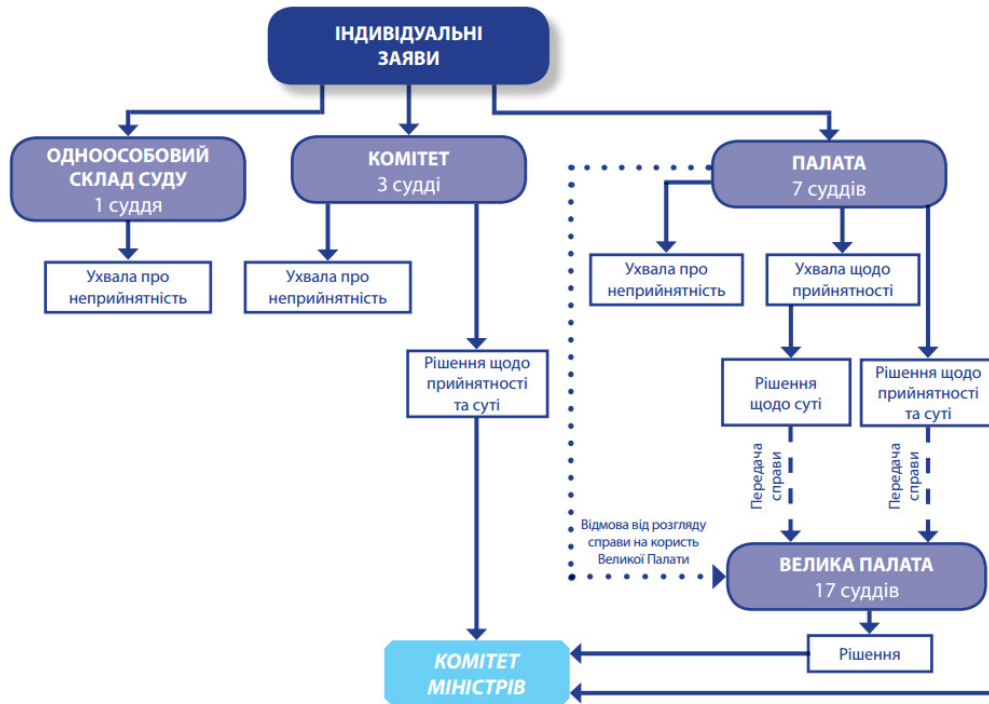 ІНДИВІДУАЛЬНІ
ЗАЯВИ
ОДНООСОБОВИЙ
СКЛАД СУДУ
1 суддя
КОМІТЕТ
3 судді
ПАЛАТА
7 суддів
Ухвала про
неприйнятність
Ухвала про
неприйнятність
Ухвала про
неприйнятність
Ухвала щодо
прийнятності
Рішення щодо
прийнятності
та суті
Рішення
щодо суті
Рішення щодо
прийнятності
та суті
Передача
справи
Передача
справи
Відмова від розгляду
справи на користь
Великої Палати
ВЕЛИКА ПАЛАТА
17 суддів
Рішення
КОМІТЕТ
МІНІСТРІВ